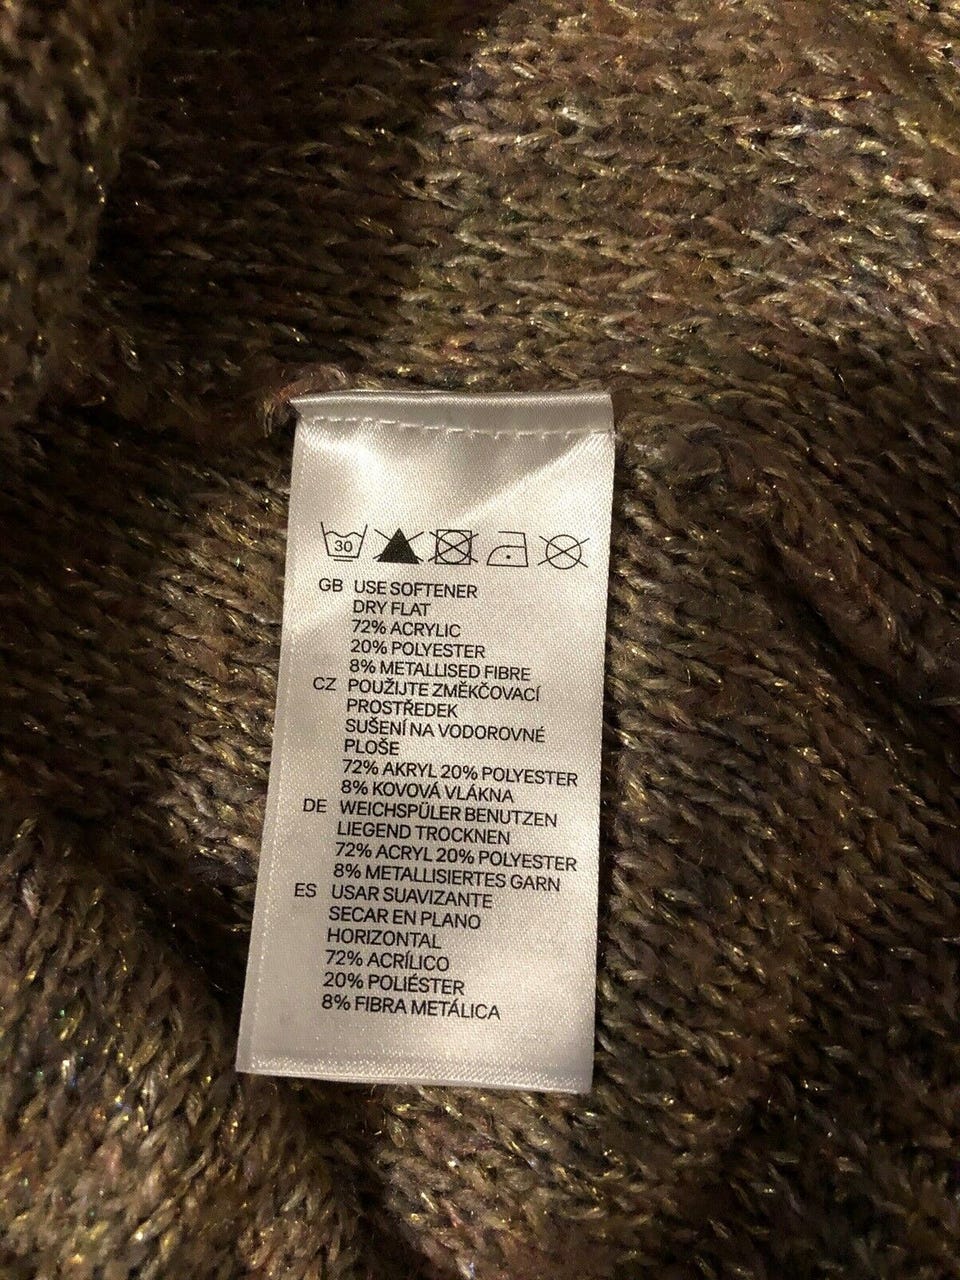 30
GB USE SOFTENER
DRY FLAT
72% ACRYLIC
20% POLYESTER
8% METALLISED FIBRE
CZ POUŽIJTE ZMĚKČOVACÍ
PROSTŘEDEK
SUŠENÍ NA VODOROVNÉ
PLOŠE
72% AKRYL 20% POLYESTER
8% KOVOVÁ VLÁKNA
DE WEICHSPÜLER BENUTZEN
LIEGEND TROCKNEN
72% ACRYL 20% POLYESTER
8% METALLISIERTES GARN
ES USAR SUAVIZANTE
SECAR EN PLANO
HORIZONTAL
72% ACRÍLICO
20% POLIÉSTER
8% FIBRA METÁLICA